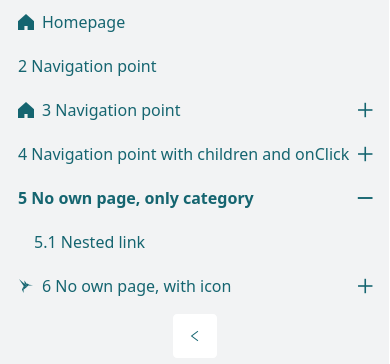 Homepage
2 Navigation point
3 Navigation point
4 Navigation point with children and onClick
5 No own page, only category
5.1 Nested link
6 No own page, with icon